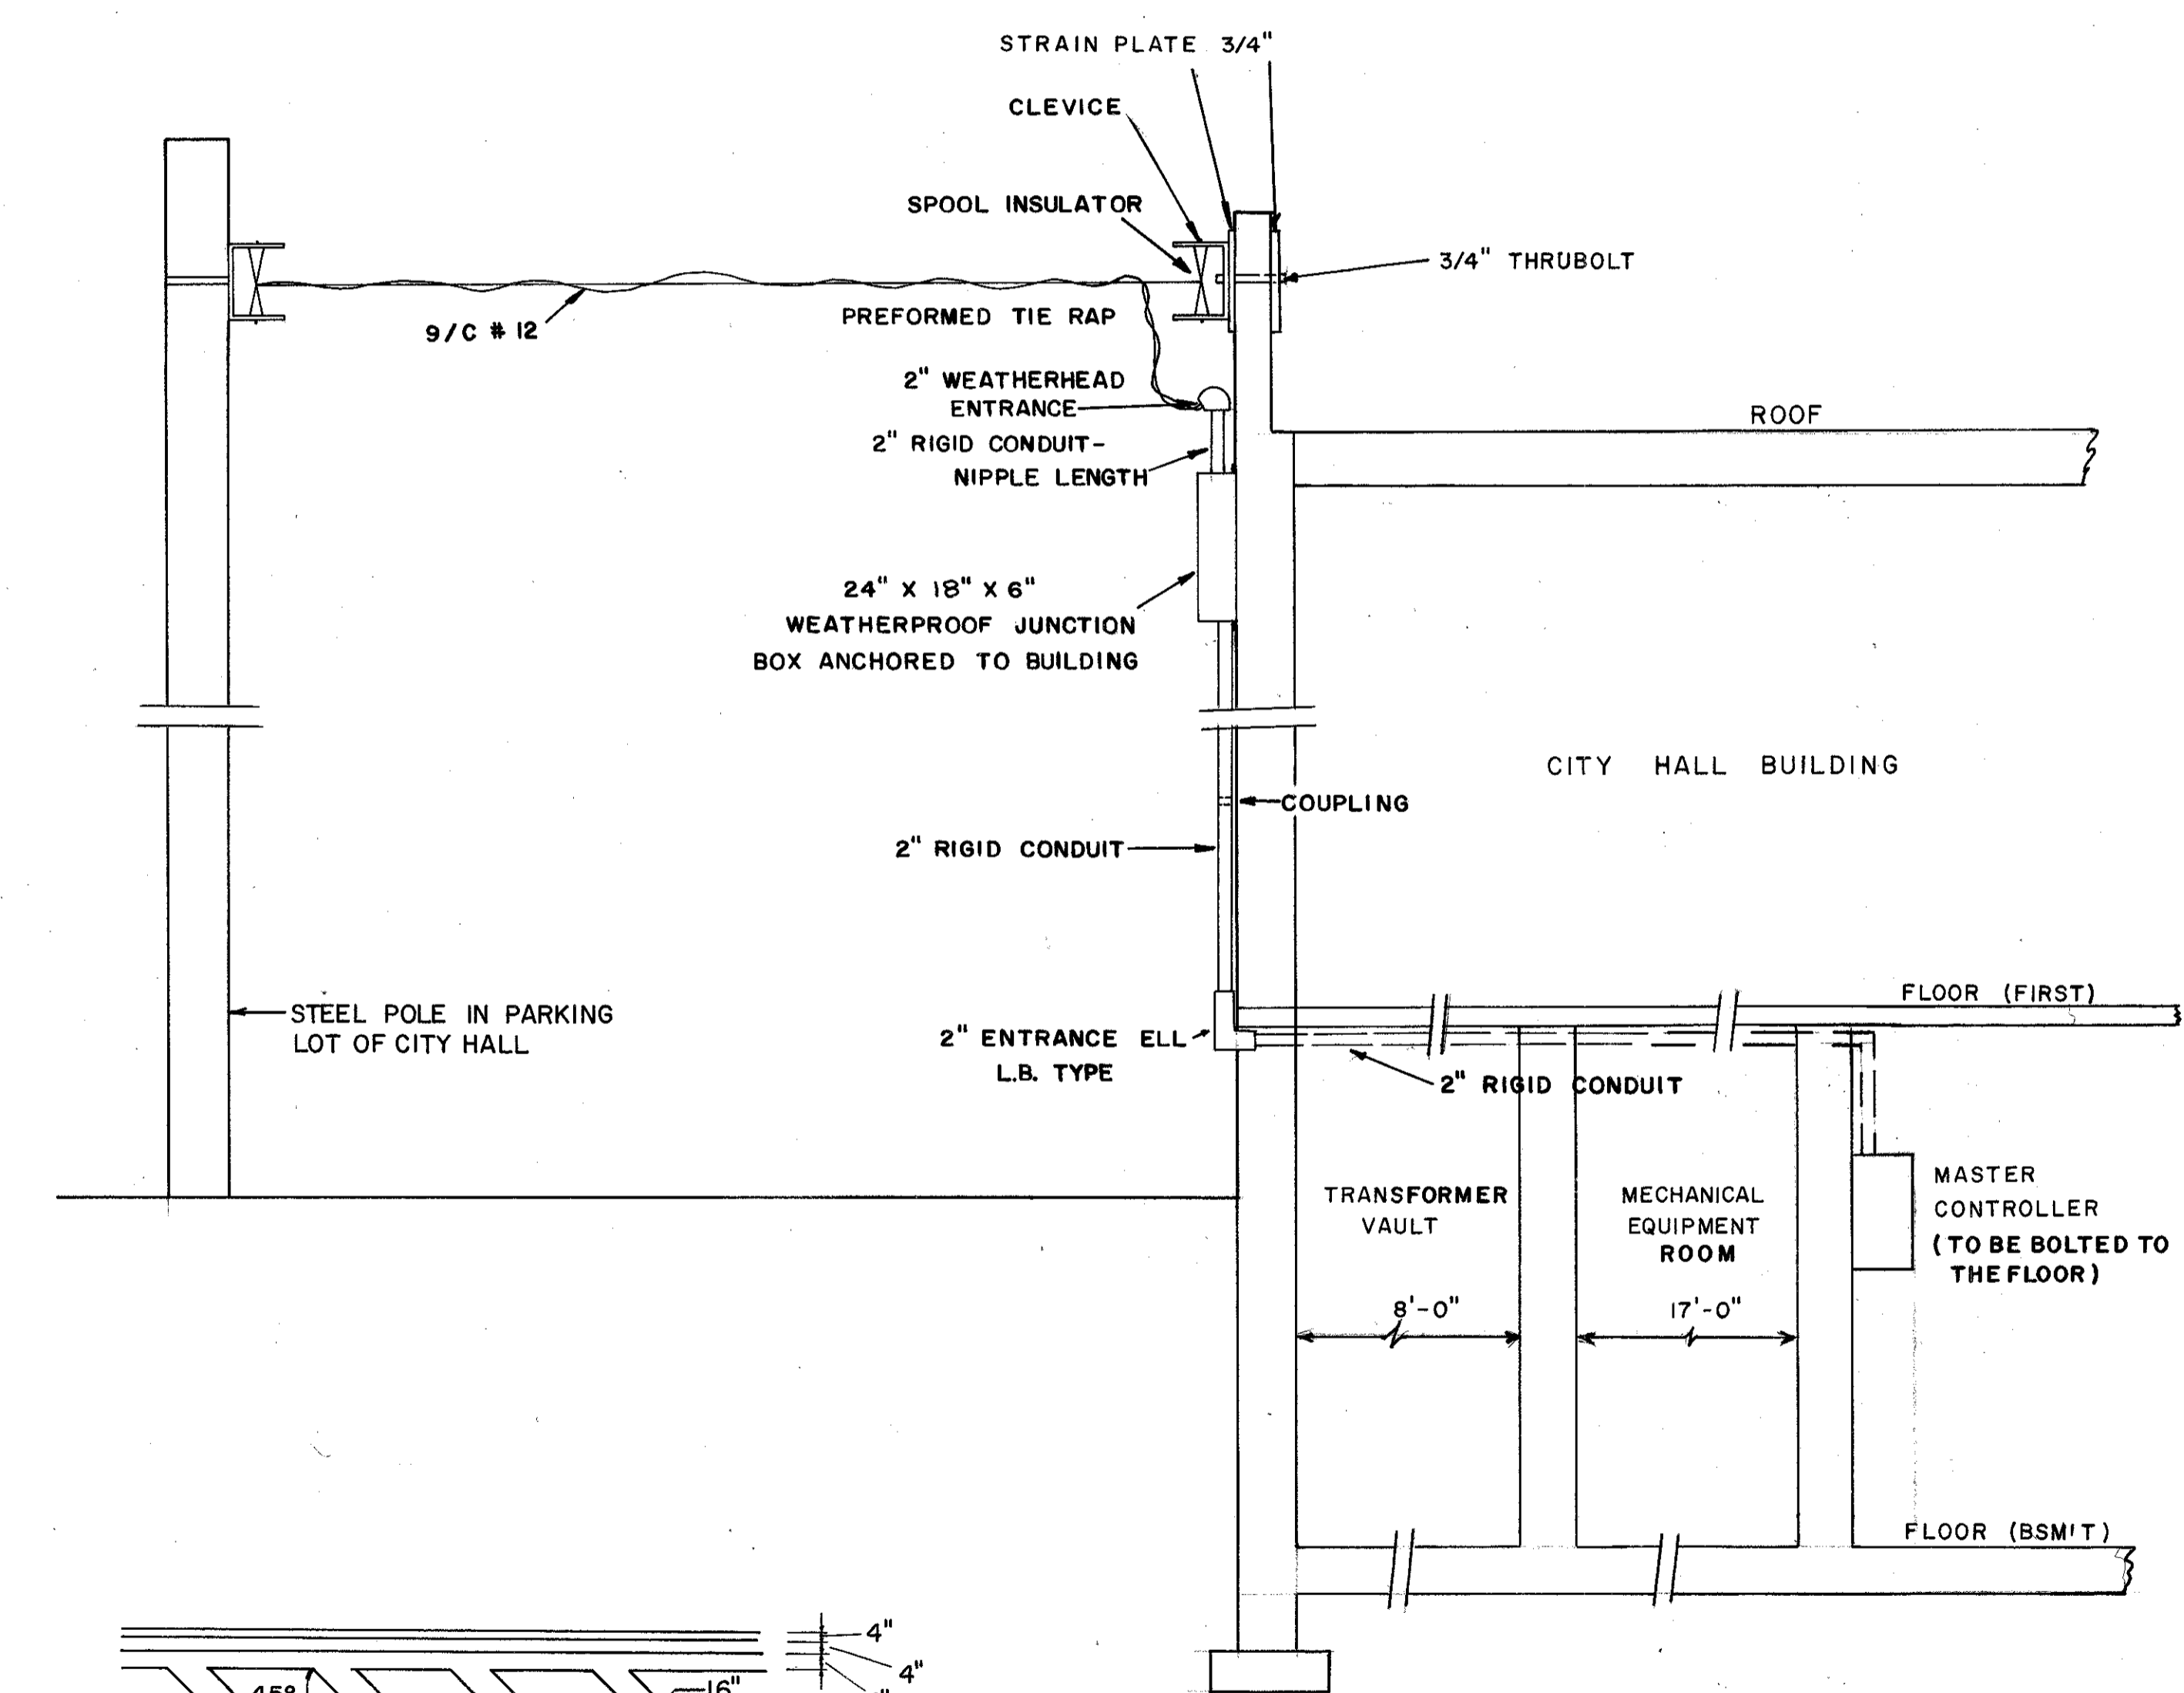 STRAIN PLATE 3/4"
CLEVICE
SPOOL INSULATOR
3/4" THRUBOLT
9/C # 12
PREFORMED TIE RAP
2" WEATHERHEAD
ENTRANCE
2" RIGID CONDUIT-
NIPPLE LENGTH
ROOF
24" X 18" X 6"
WEATHERPROOF JUNCTION
BOX ANCHORED TO BUILDING
CITY HALL BUILDING
COUPLING
2" RIGID CONDUIT
STEEL POLE IN PARKING
LOT OF CITY HALL
FLOOR (FIRST)
2" ENTRANCE ELL
L.B. TYPE
2" RIGID CONDUIT
TRANSFORMER
VAULT
MECHANICAL
EQUIPMENT
ROOM
MASTER
CONTROLLER
(TO BE BOLTED TO
THE FLOOR)
8'-0"
17'-0"
FLOOR (BSM'T)
4"
4"
45°
16"